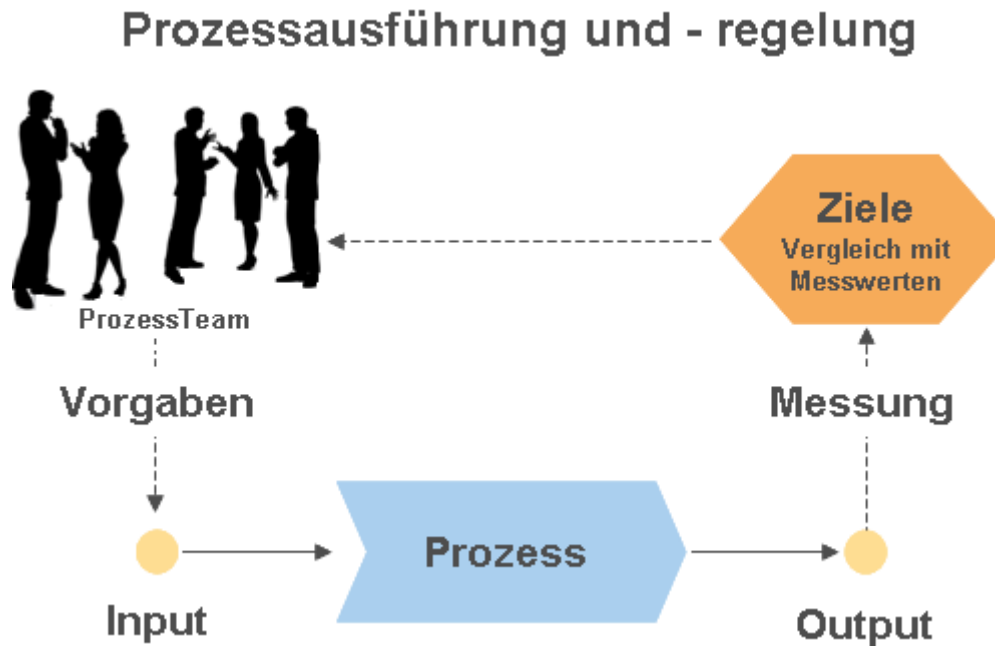 Prozessausführung und - regelung
Ziele
Vergleich mit
Messwerten
ProzessTeam
Vorgaben
Messung
Prozess
Input
Output